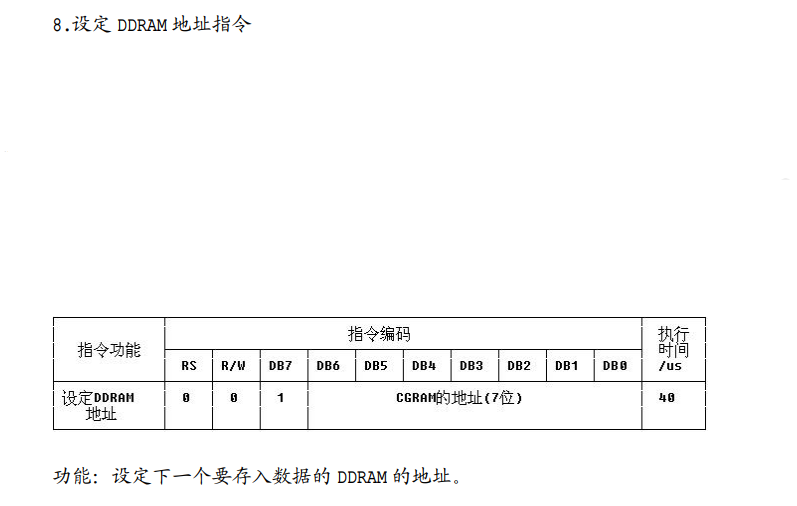 8.设定 DDRAM 地址指令
指令功能 指令编码 执行时间/us
RS R/W DB7 DB6 DB5 DB4 DB3 DB2 DB1 DB0
设定DDRAM地址 0 0 1 CGRAM的地址(7位) 40
功能：设定下一个要存入数据的 DDRAM 的地址。